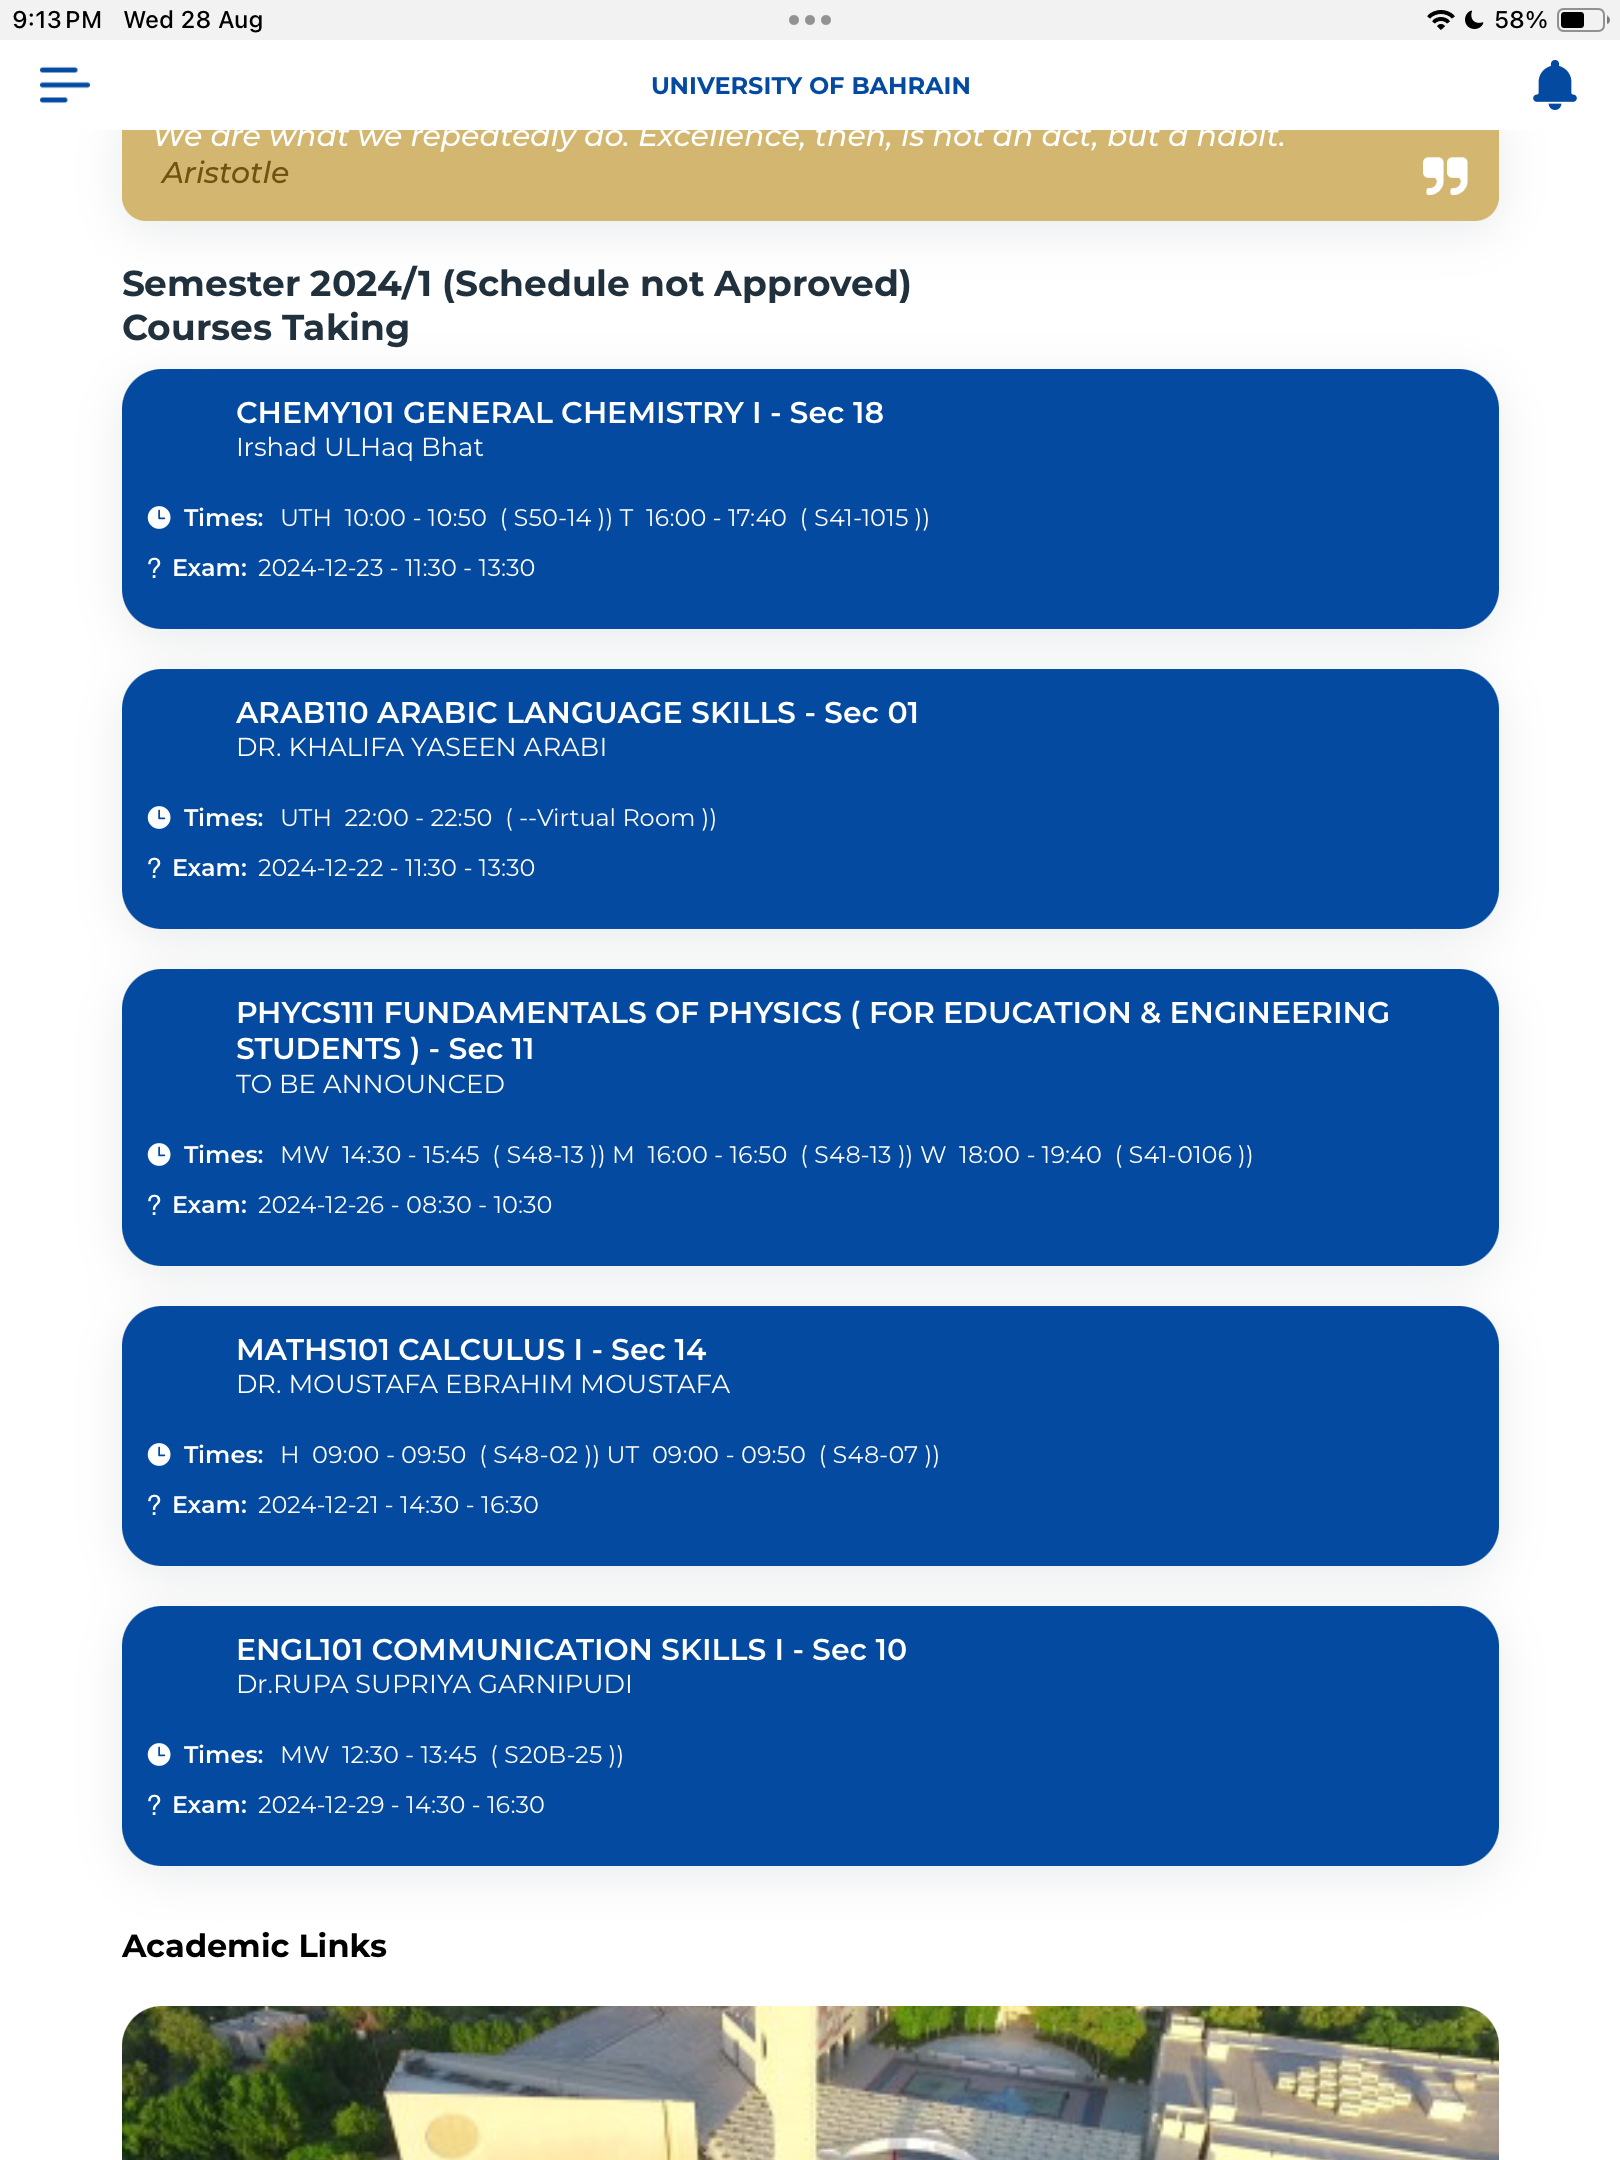 9:13 PM Wed 28 Aug
58%
UNIVERSITY OF BAHRAIN
We are what we repeatedly do. Excellence, then, is not an act, but a habit.
Aristotle
Semester 2024/1 (Schedule not Approved)
Courses Taking
CHEMY101 GENERAL CHEMISTRY I - Sec 18
Irshad ULHaq Bhat
Times: UTH 10:00 - 10:50 ( S50-14 )) T 16:00 - 17:40 ( S41-1015 ))
? Exam: 2024-12-23 - 11:30 - 13:30
ARAB110 ARABIC LANGUAGE SKILLS - Sec 01
DR. KHALIFA YASEEN ARABI
Times: UTH 22:00 - 22:50 ( --Virtual Room ))
? Exam: 2024-12-22 - 11:30 - 13:30
PHYCS111 FUNDAMENTALS OF PHYSICS ( FOR EDUCATION & ENGINEERING
STUDENTS ) - Sec 11
TO BE ANNOUNCED
Times: MW 14:30 - 15:45 ( S48-13 )) M 16:00 - 16:50 ( S48-13 )) W 18:00 - 19:40 ( S41-0106 ))
? Exam: 2024-12-26 - 08:30 - 10:30
MATHS101 CALCULUS I - Sec 14
DR. MOUSTAFA EBRAHIM MOUSTAFA
Times: H 09:00 - 09:50 ( S48-02 )) UT 09:00 - 09:50 ( S48-07 ))
? Exam: 2024-12-21 - 14:30 - 16:30
ENGL101 COMMUNICATION SKILLS I - Sec 10
Dr.RUPA SUPRIYA GARNIPUDI
Times: MW 12:30 - 13:45 ( S20B-25 ))
? Exam: 2024-12-29 - 14:30 - 16:30
Academic Links